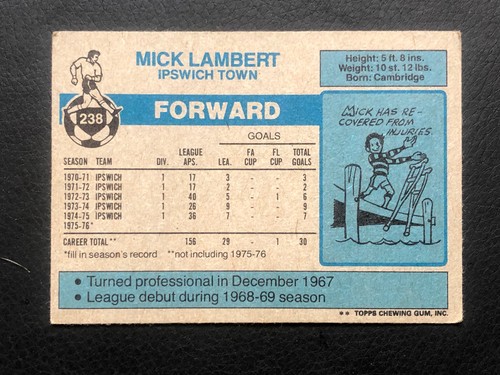 MICK LAMBERT
IPSWICH TOWN
Height: 5 ft. 8 ins.
Weight: 10 st. 12 lbs.
Born: Cambridge
238
FORWARD
GOALS
SEASON TEAM DIV. LEAGUE APS. LEA. FA CUP FL CUP TOTAL GOALS
1970-71 IPSWICH 1 17 3 - - 3
1971-72 IPSWICH 1 17 2 - - 2
1972-73 IPSWICH 1 40 5 - 1 6
1973-74 IPSWICH 1 26 9 - - 9
1974-75 IPSWICH 1 36 7 - - 7
1975-76*
CAREER TOTAL** 156 29 1 30
*fill in season's record **not including 1975-76
MICK HAS RE-
COVERED FROM
INJURIES.
• Turned professional in December 1967
• League debut during 1968-69 season
** TOPPS CHEWING GUM, INC.